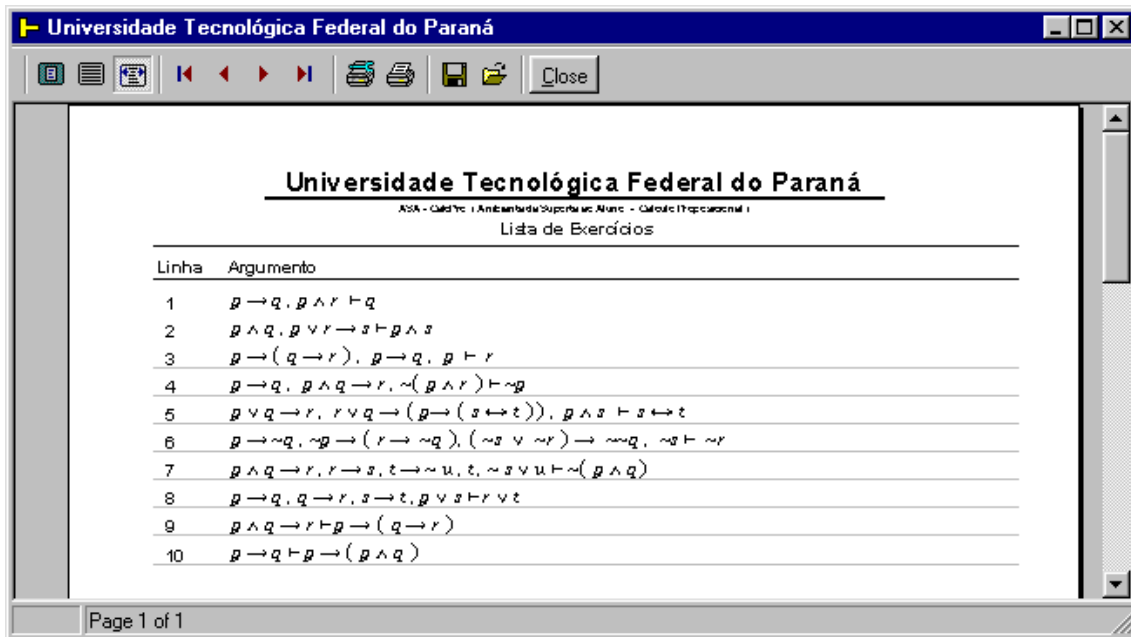 Universidade Tecnológica Federal do Paraná
Close
Universidade Tecnológica Federal do Paraná
Lista de Exercícios
Linha Argumento
1 p → q, p ∧ r ⊢ q
2 p ∧ q, p ∨ r → s ⊢ p ∧ s
3 p → ( q → r ), p → q, p ⊢ r
4 p → q, p ∧ q → r, ~( p ∧ r ) ⊢ ~p
5 p ∨ q → r, r ∨ q → ( p → ( s ↔ t ) ), p ∧ s ⊢ s ↔ t
6 p → ~q, ~p → ( r → ~q ), ( ~s ∨ ~r ) → ~~q, ~s ⊢ ~r
7 p ∧ q → r, r → s, t → ~ u, t, ~ s ∨ u ⊢ ~( p ∧ q )
8 p → q, q → r, s → t, p ∨ s ⊢ r ∨ t
9 p ∧ q → r ⊢ p → ( q → r )
10 p → q ⊢ p → ( p ∧ q )
Page 1 of 1